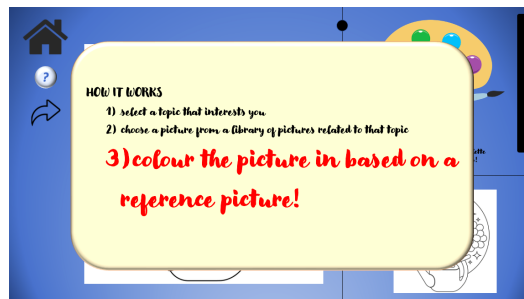 HOW IT WORKS
1) select a topic that interests you
2) choose a picture from a library of pictures related to that topic
3) colour the picture in based on a
reference picture!
?